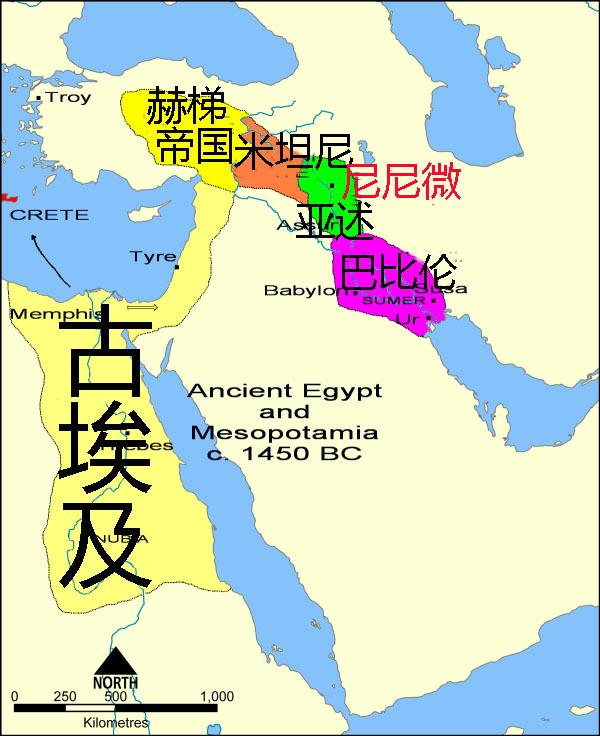 Troy
赫梯
帝国
米坦尼
尼尼微
CRETE
Assur
亚述
Tyre
巴比伦
Babylon
Susa
SUMER
Ur
Memphis
古
埃
及
Ancient Egypt
and
Mesopotamia
c. 1450 BC
Thebes
NUBIA
NORTH
0 250 500 1,000
Kilometres